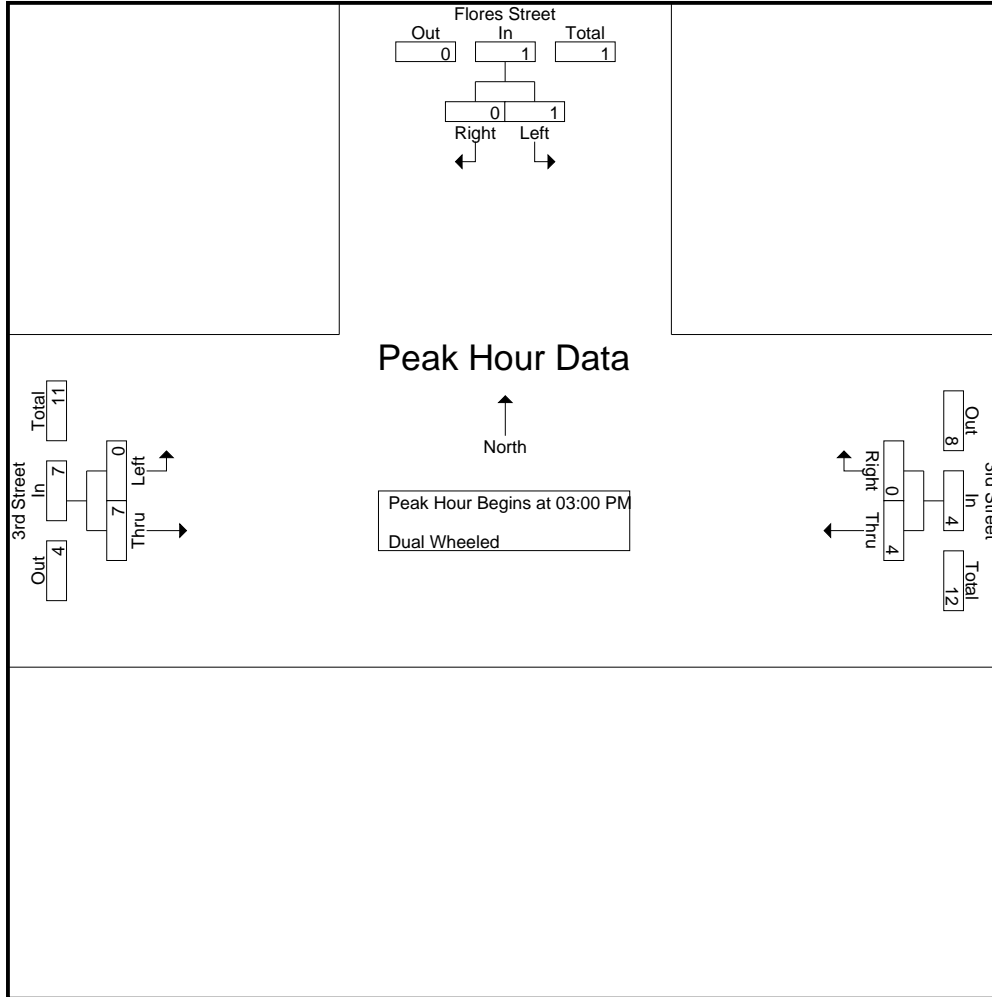 Flores Street
Out In Total
0 1 1
0 1
Right Left
Peak Hour Data
North
Peak Hour Begins at 03:00 PM
Dual Wheeled
3rd Street
Total In Out
11 7 4
0 7
Left Thru
3rd Street
Out In Total
8 4 12
0 4
Right Thru